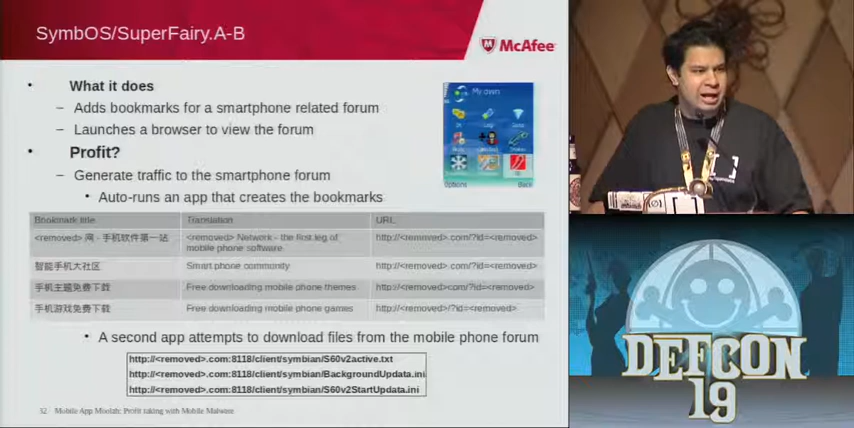 SymbOS/SuperFairy.A-B
McAfee
• What it does
– Adds bookmarks for a smartphone related forum
– Launches a browser to view the forum
• Profit?
– Generate traffic to the smartphone forum
• Auto-runs an app that creates the bookmarks
My own
Options Back
Bookmark title Translation URL
<removed> 网 - 手机软件第一站 <removed> Network - the first leg of http://<removed>.com/?id=<removed>
mobile phone software
智能手机大社区 Smart phone community http://<removed>.com/?id=<removed>
手机主题免费下载 Free downloading mobile phone themes http://<removed>com/?id=<removed>
手机游戏免费下载 Free downloading mobile phone games http://<removed>/?id=<removed>
• A second app attempts to download files from the mobile phone forum
http://<removed>.com:8118/client/symbian/S60v2active.txt
http://<removed>.com:8118/client/symbian/BackgroundUpdata.ini
http://<removed>.com:8118/client/symbian/S60v2StartUpdata.ini
32 Mobile App Moolah: Profit taking with Mobile Malware
DEFCON
19